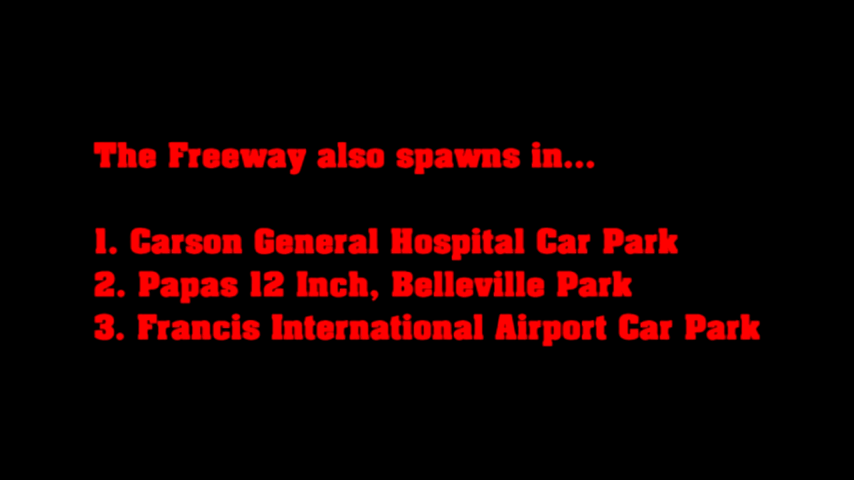 The Freeway also spawns in...
1. Carson General Hospital Car Park
2. Papas 12 Inch, Belleville Park
3. Francis International Airport Car Park